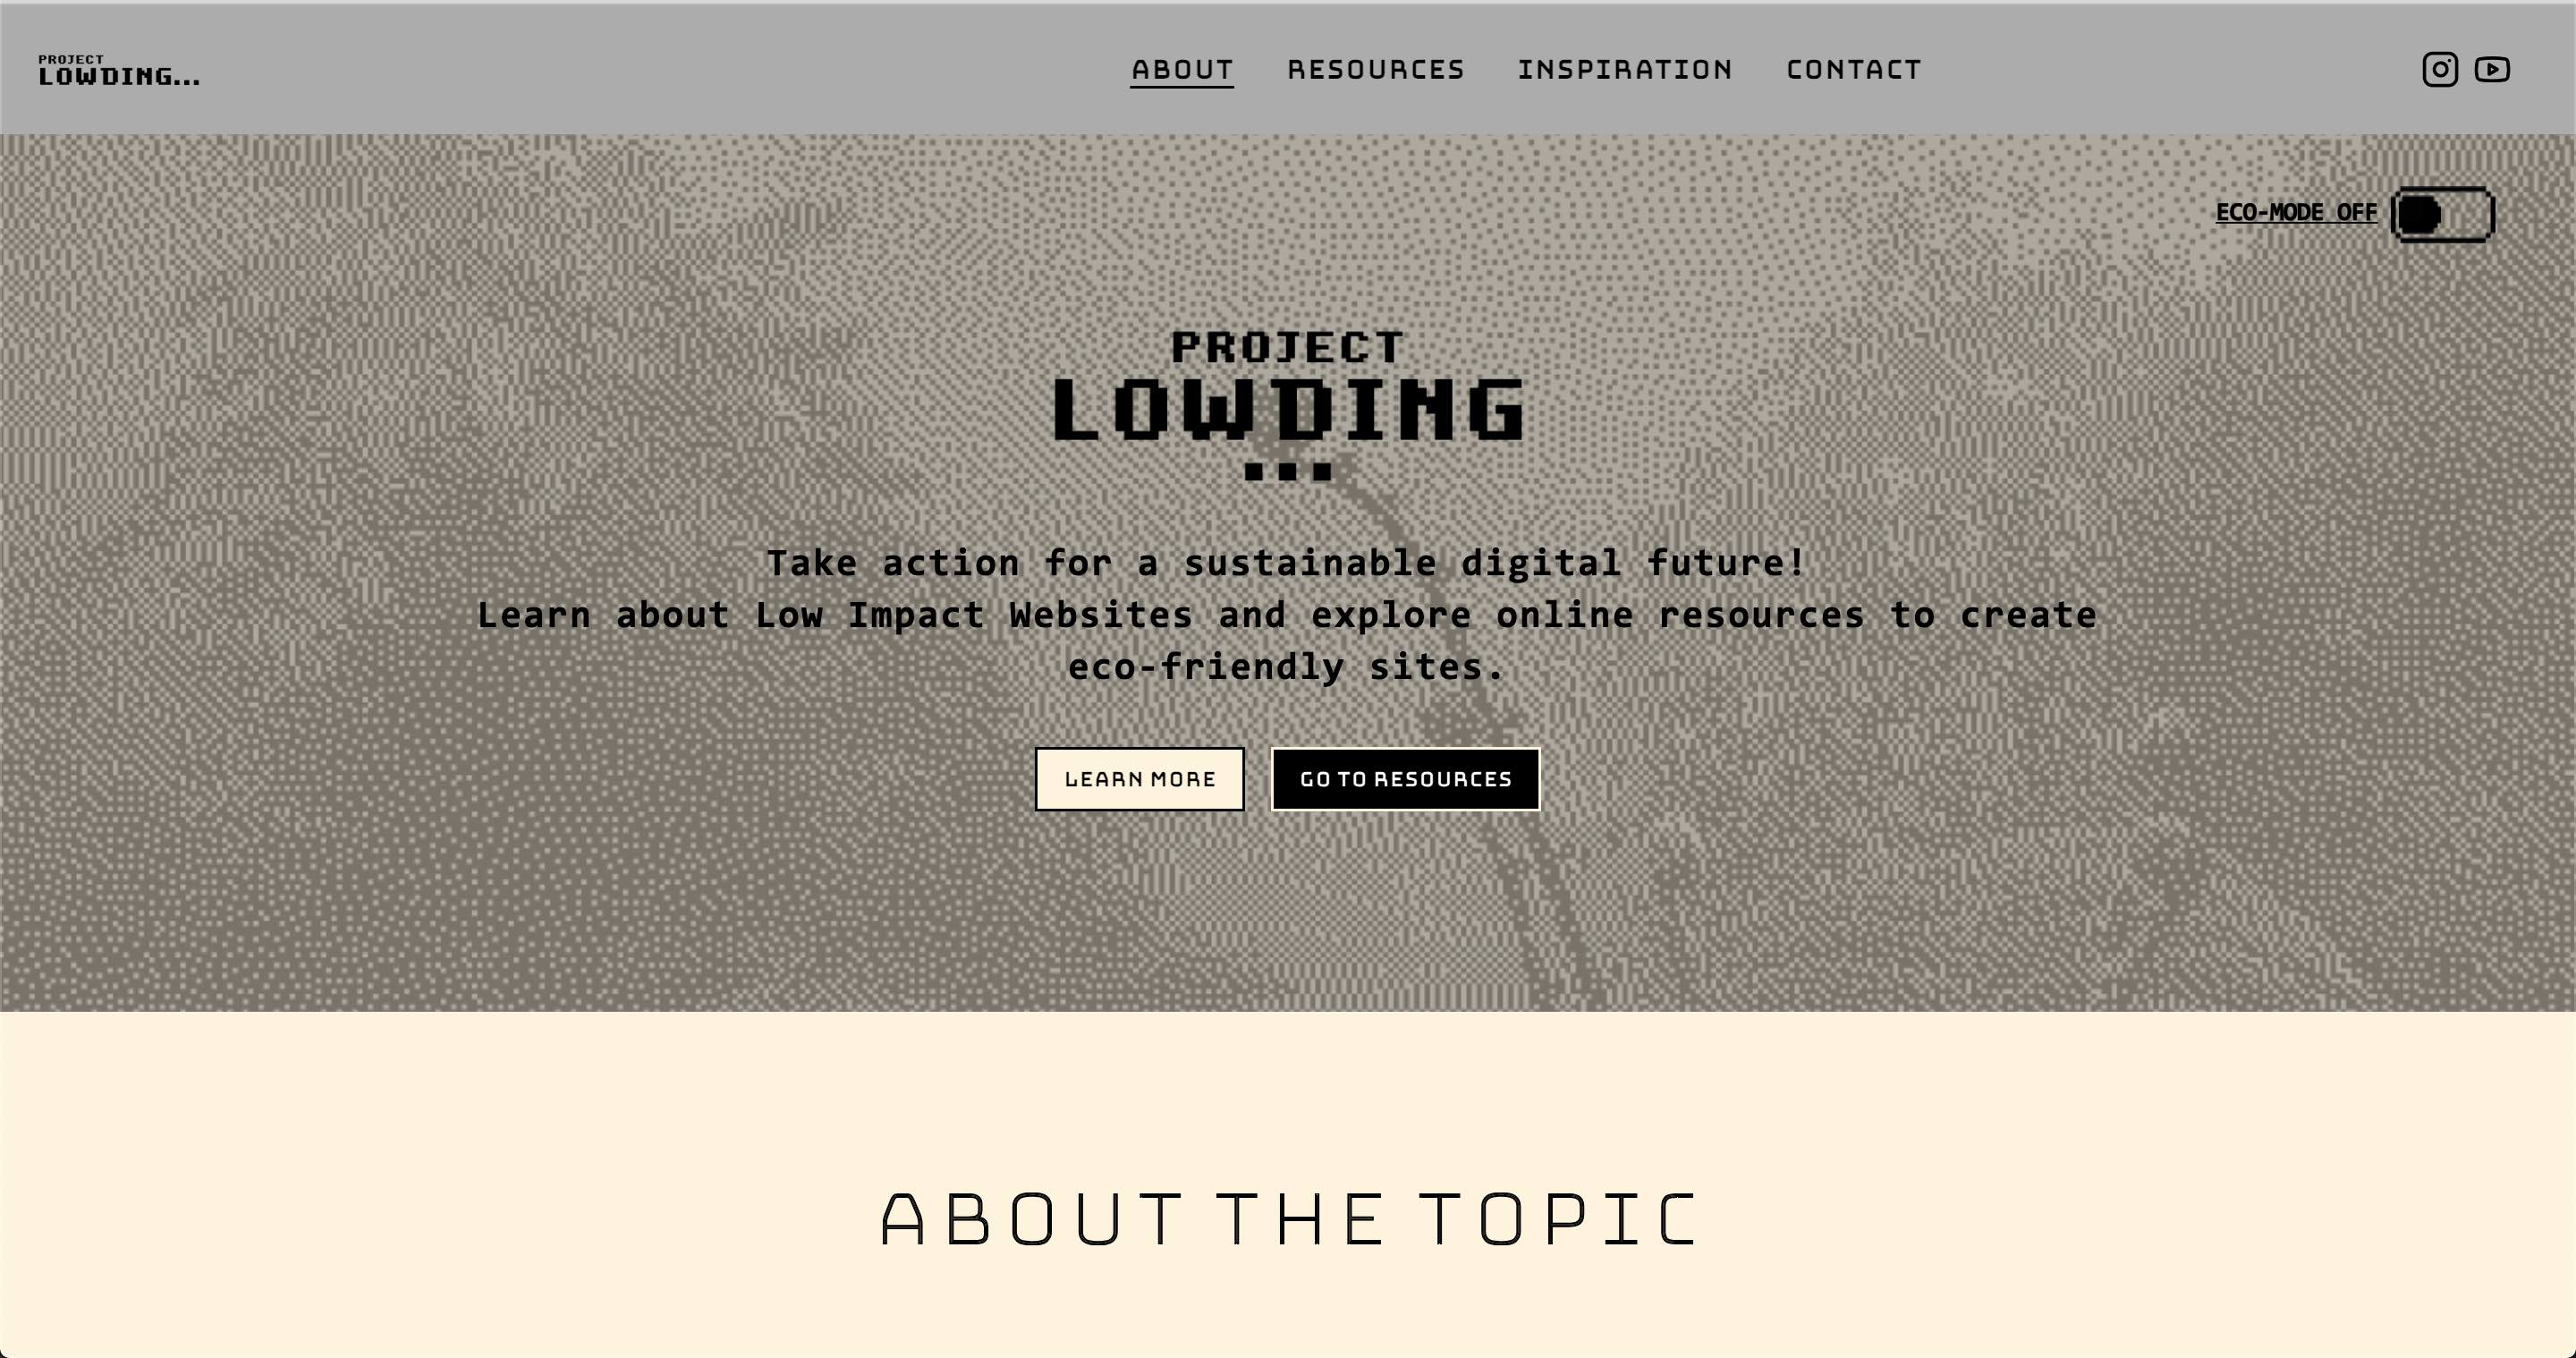 PROJECT
LOWDING...
ABOUT RESOURCES INSPIRATION CONTACT
ECO-MODE OFF
PROJECT
LOWDING
...
Take action for a sustainable digital future!
Learn about Low Impact Websites and explore online resources to create
eco-friendly sites.
LEARN MORE GO TO RESOURCES
ABOUT THE TOPIC